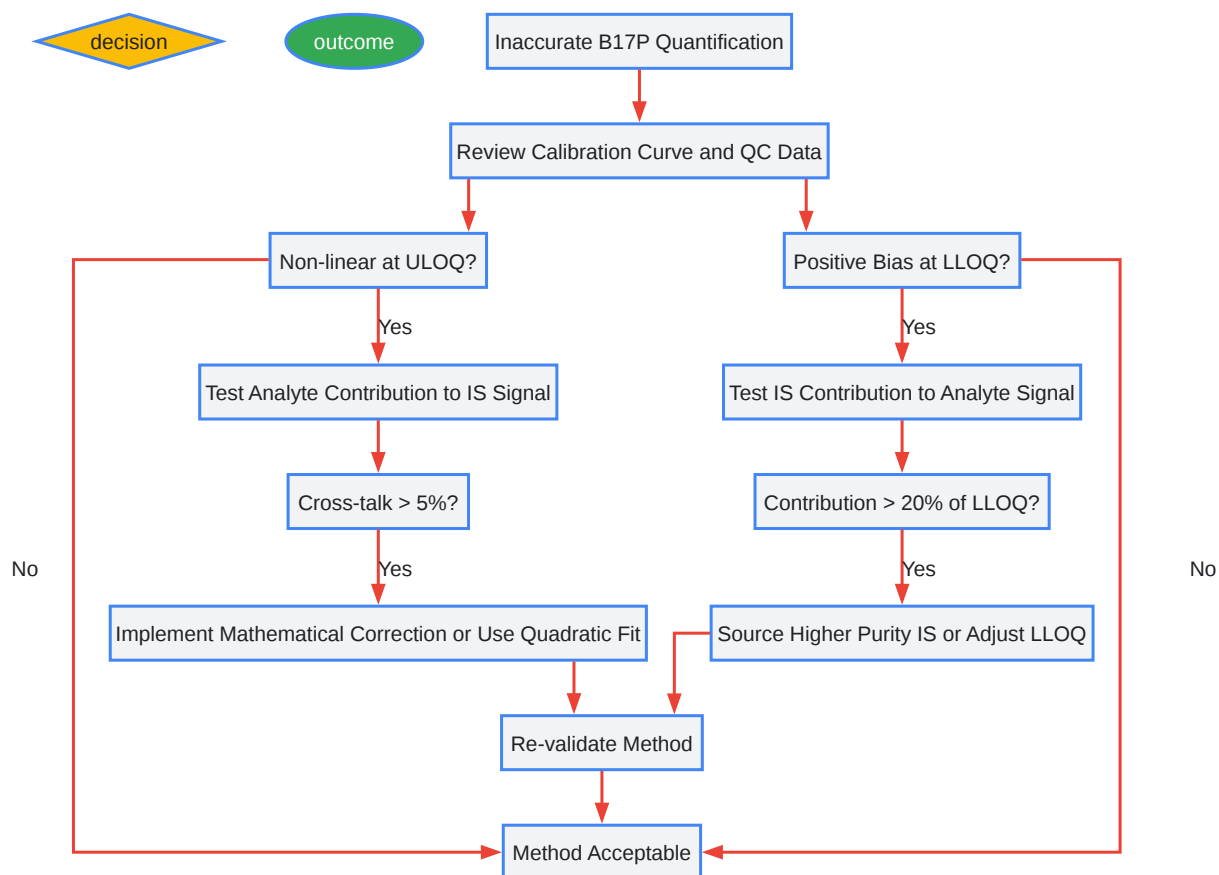 decision
outcome
Inaccurate B17P Quantification
Review Calibration Curve and QC Data
Non-linear at ULOQ?
Positive Bias at LLOQ?
Yes
Yes
Test Analyte Contribution to IS Signal
Test IS Contribution to Analyte Signal
Cross-talk > 5%?
Contribution > 20% of LLOQ?
No
Yes
Yes
No
Implement Mathematical Correction or Use Quadratic Fit
Source Higher Purity IS or Adjust LLOQ
Re-validate Method
Method Acceptable